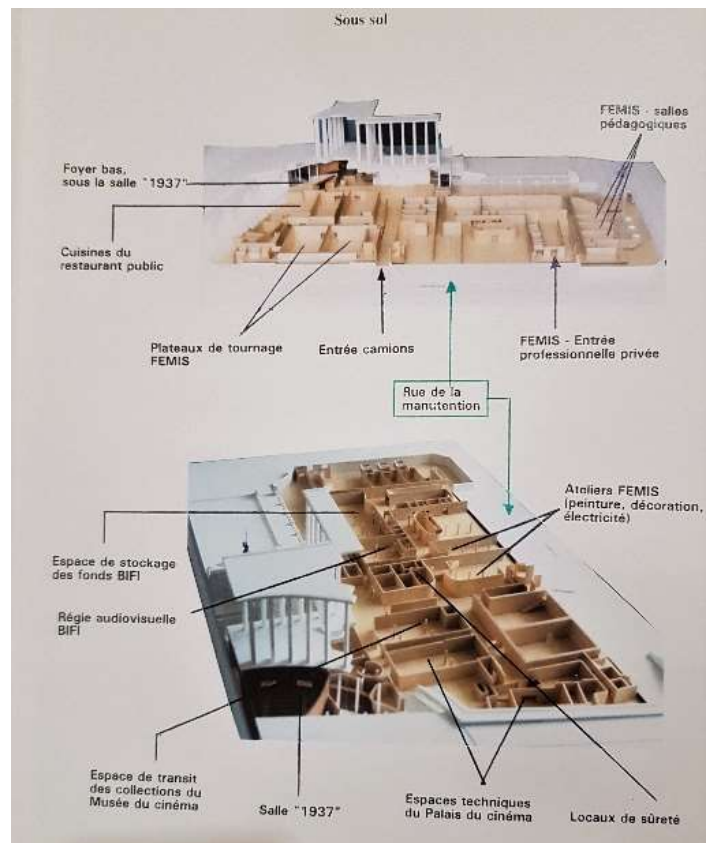 Sous sol
FEMIS - salles
pédagogiques
Foyer bas,
sous la salle "1937"
Cuisines du
restaurant public
Plateaux de tournage
FEMIS
Entrée camions
FEMIS - Entrée
professionnelle privée
Rue de la
manutention
Ateliers FEMIS
(peinture, décoration,
électricité)
Espace de stockage
des fonds BIFI
Régie audiovisuelle
BIFI
Espace de transit
des collections du
Musée du cinéma
Salle "1937"
Espaces techniques
du Palais du cinéma
Locaux de sûreté